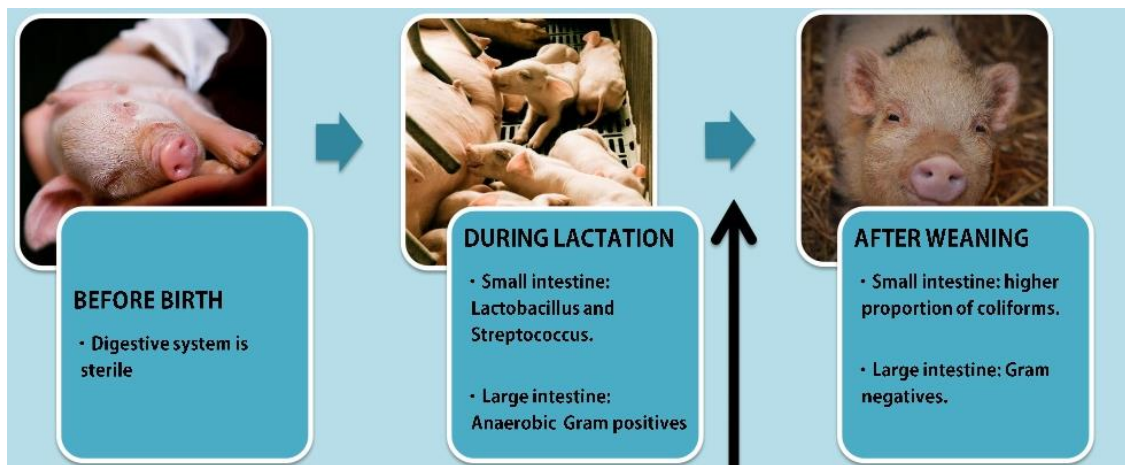 BEFORE BIRTH
· Digestive system is
sterile
DURING LACTATION
· Small intestine:
Lactobacillus and
Streptococcus.
· Large intestine:
Anaerobic Gram positives
AFTER WEANING
· Small intestine: higher
proportion of coliforms.
· Large intestine: Gram
negatives.